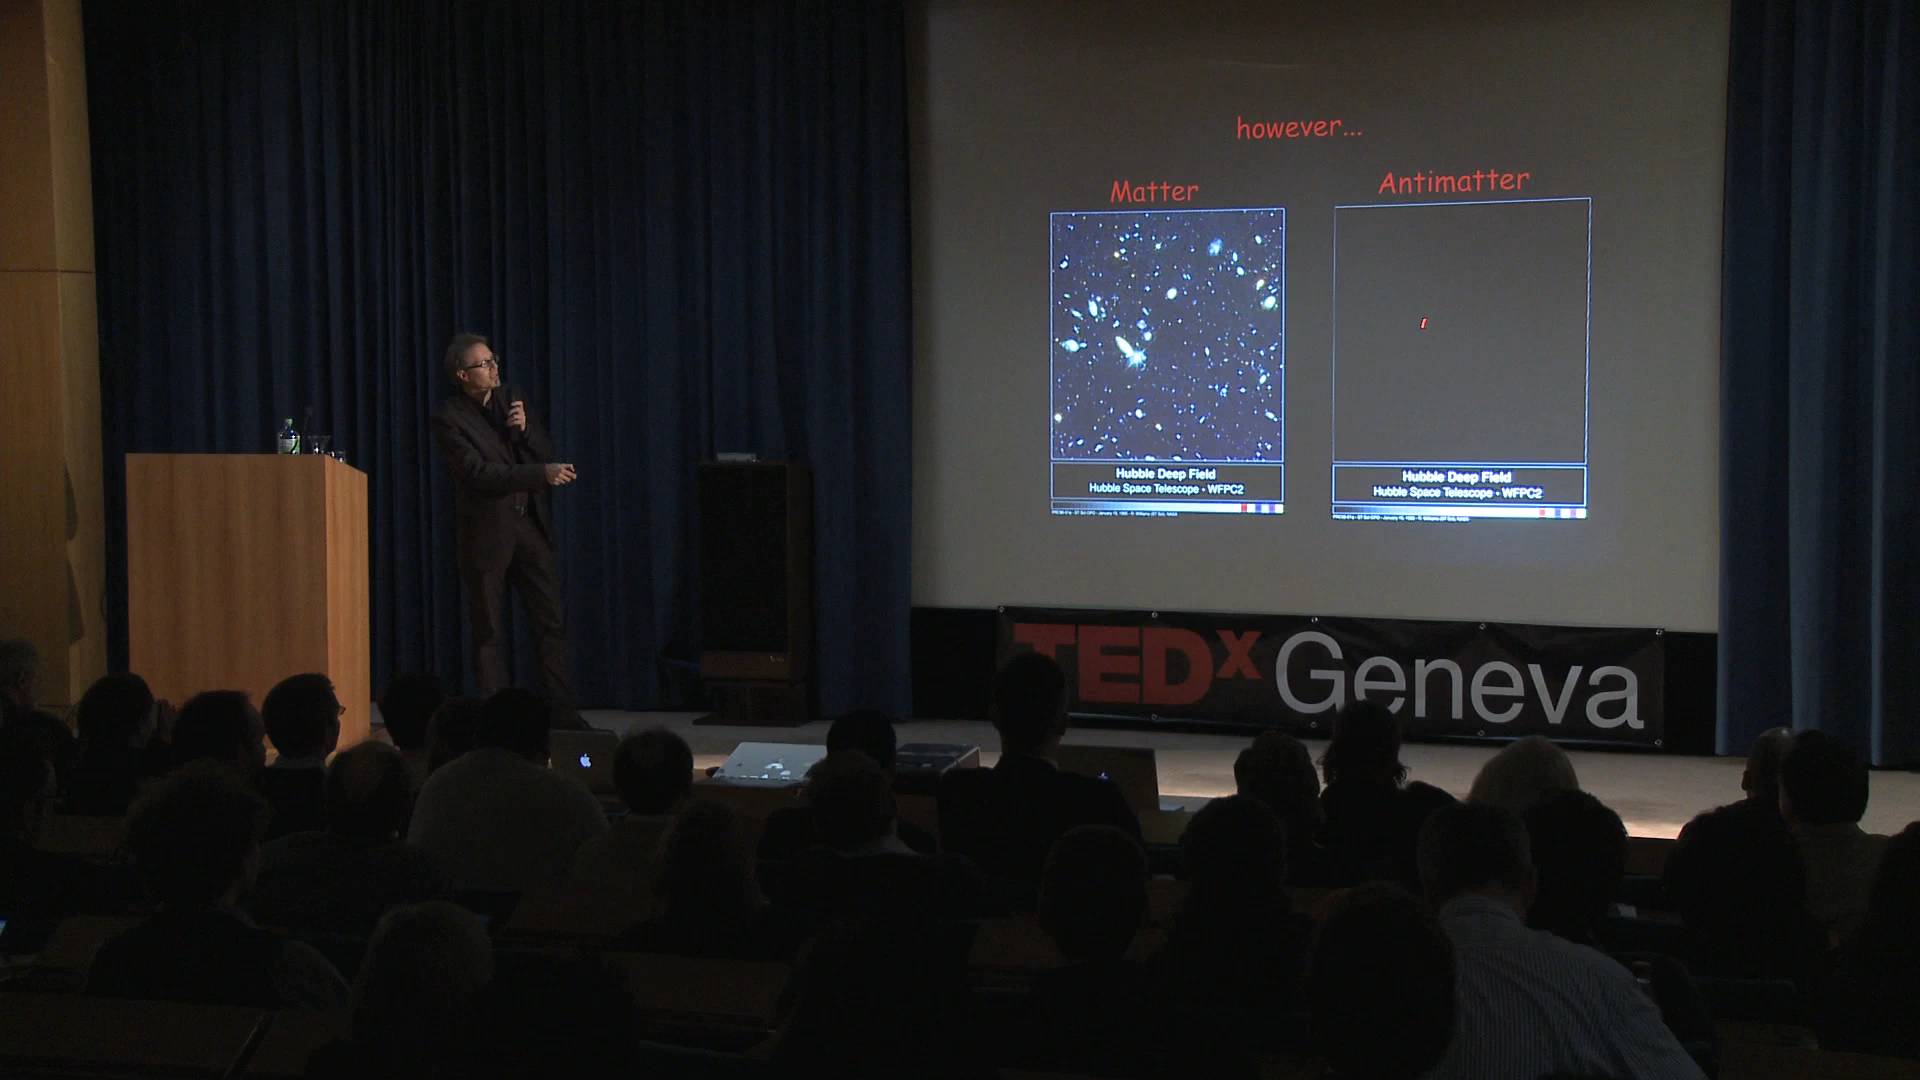 however...
Matter
Antimatter
Hubble Deep Field
Hubble Space Telescope • WFPC2
Hubble Deep Field
Hubble Space Telescope • WFPC2
TEDx Geneva